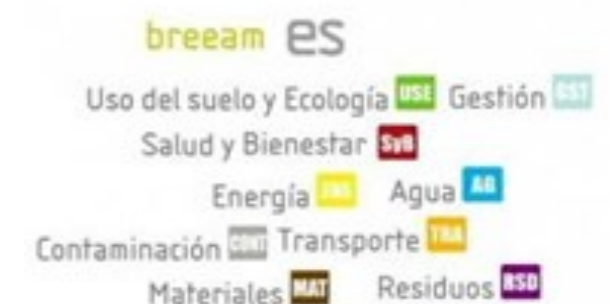 breeam es
Uso del suelo y Ecología USE Gestión GST
Salud y Bienestar SyB
Energía ENE Agua AG
Contaminación CONT Transporte TRA
Materiales MAT Residuos RSD